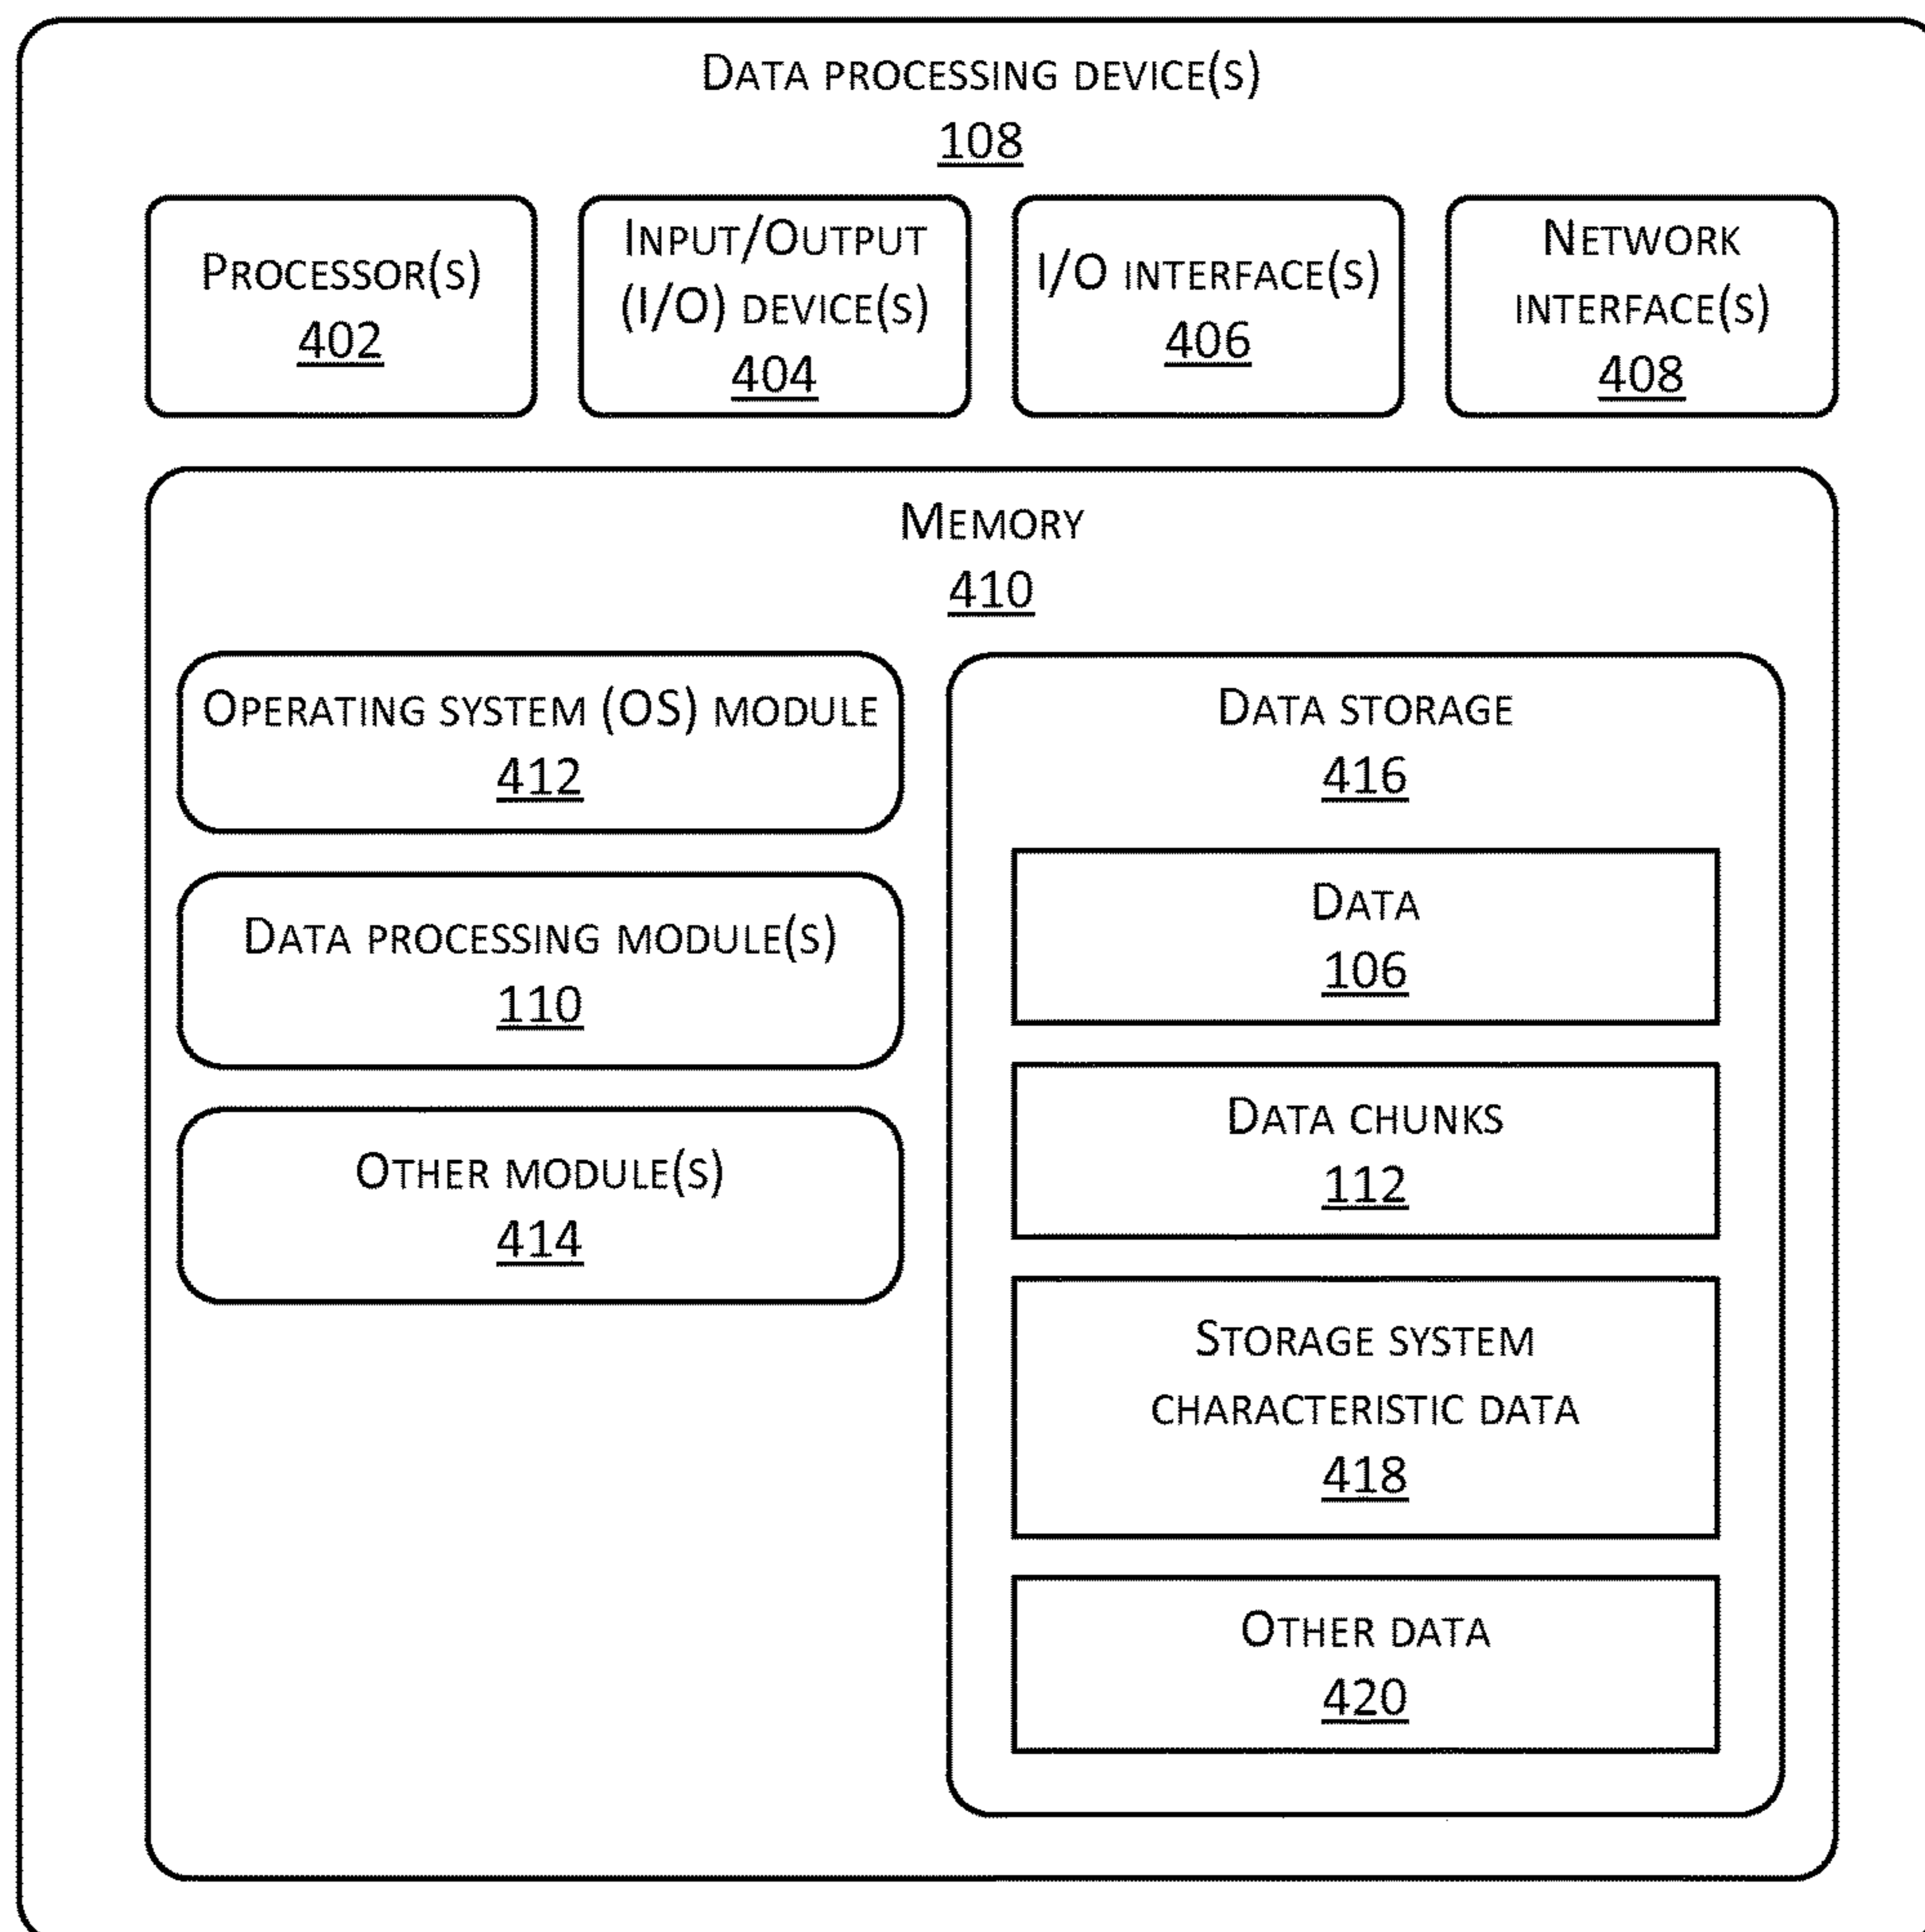 DATA PROCESSING DEVICE(S)
108
PROCESSOR(S)
402
INPUT/OUTPUT
(I/O) DEVICE(S)
404
I/O INTERFACE(S)
406
NETWORK
INTERFACE(S)
408
MEMORY
410
OPERATING SYSTEM (OS) MODULE
412
DATA PROCESSING MODULE(S)
110
OTHER MODULE(S)
414
DATA STORAGE
416
DATA
106
DATA CHUNKS
112
STORAGE SYSTEM
CHARACTERISTIC DATA
418
OTHER DATA
420